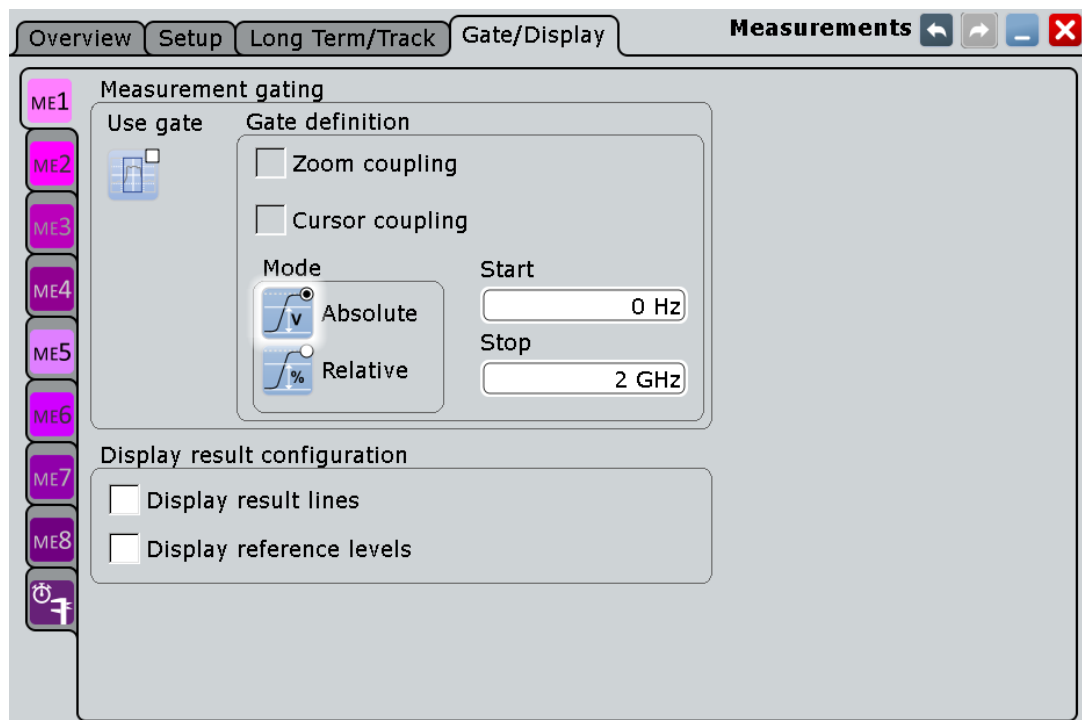 Overview Setup Long Term/Track Gate/Display Measurements
ME1
Measurement gating
Use gate Gate definition
ME2
Zoom coupling
ME3
Cursor coupling
Mode Start
ME4
V Absolute 0 Hz
Stop
ME5
% Relative 2 GHz
ME6
Display result configuration
ME7
Display result lines
ME8
Display reference levels